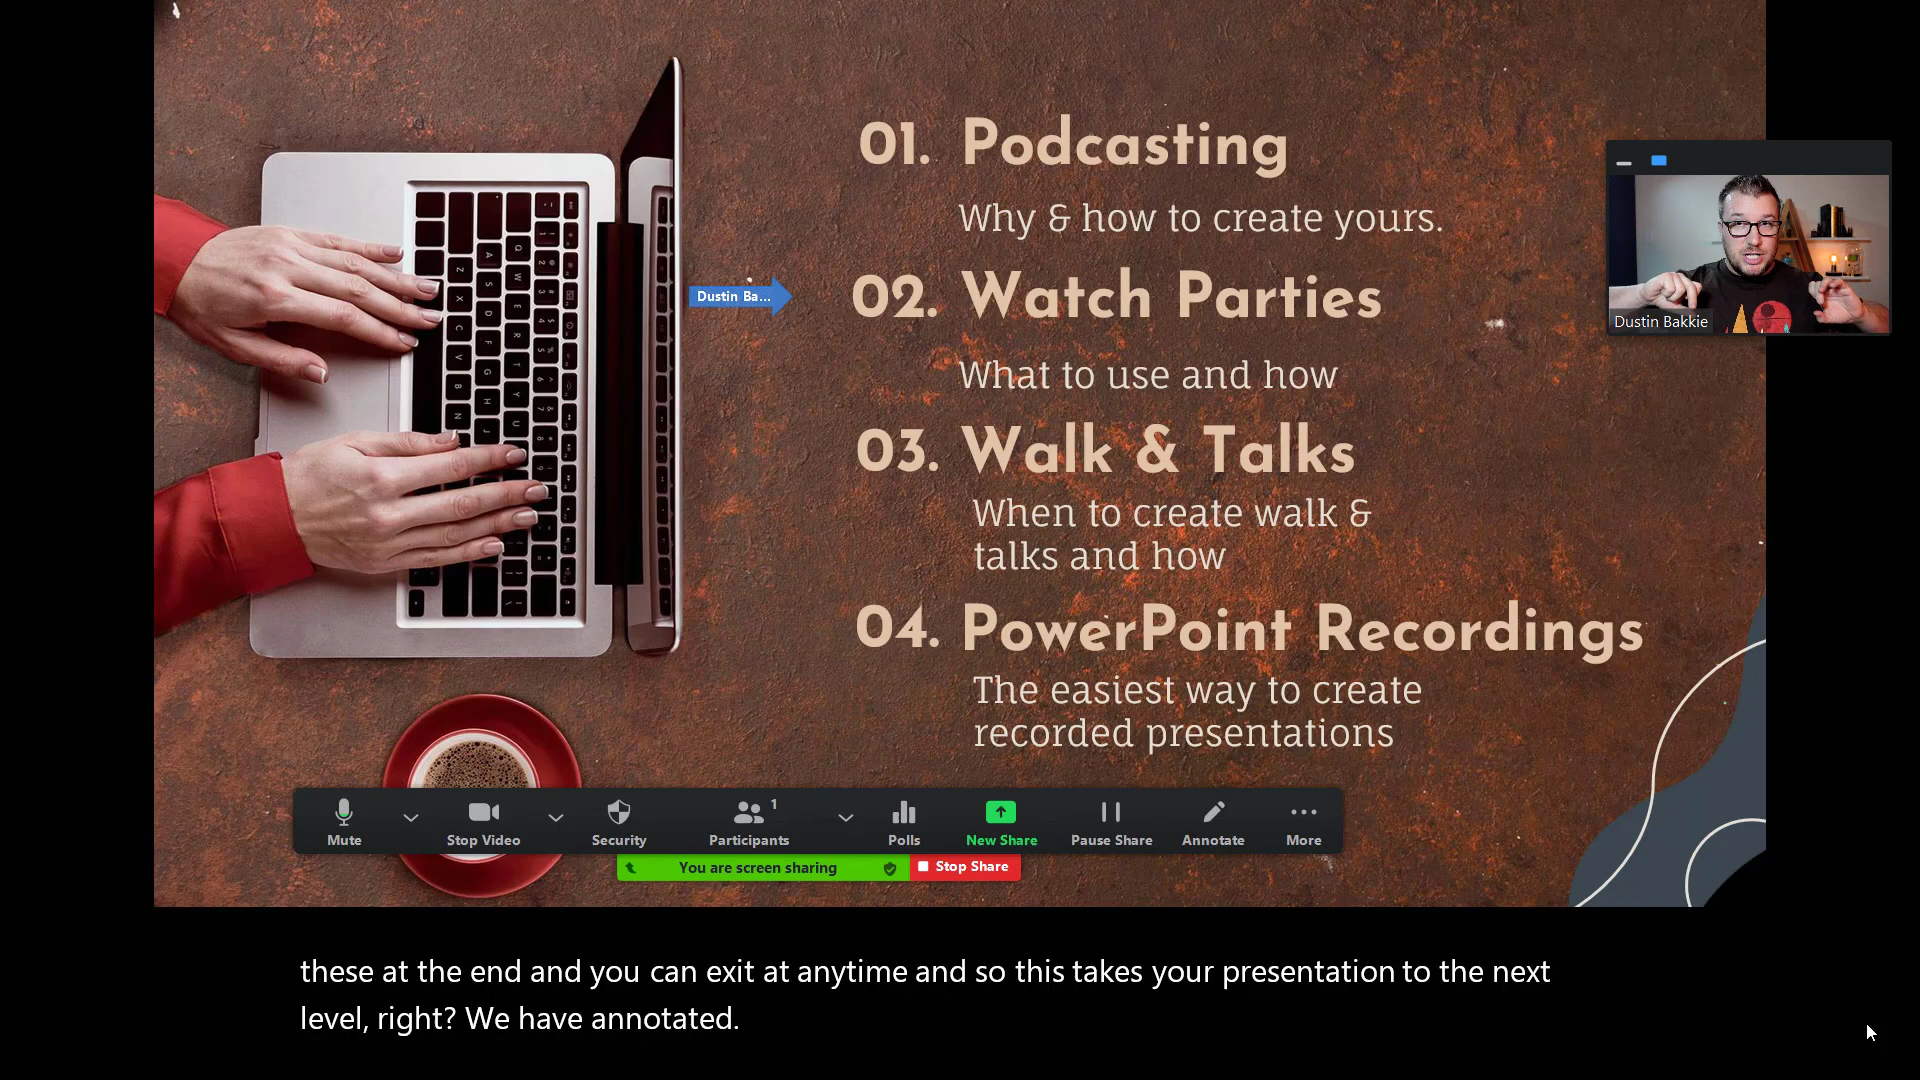 01. Podcasting
Why & how to create yours.
Dustin Ba...
02. Watch Parties
What to use and how
Dustin Bakkie
03. Walk & Talks
When to create walk &
talks and how
04. PowerPoint Recordings
The easiest way to create
recorded presentations
1
Mute
Stop Video
Security
Participants
Polls
New Share
Pause Share
Annotate
More
You are screen sharing
Stop Share
these at the end and you can exit at anytime and so this takes your presentation to the next
level, right? We have annotated.